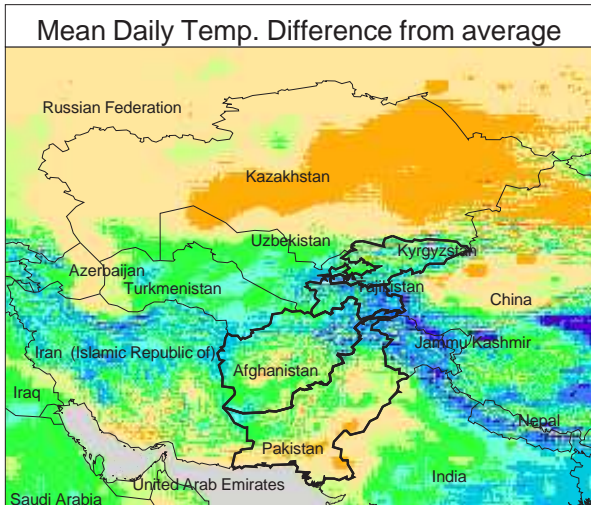 Mean Daily Temp. Difference from average
Russian Federation
Kazakhstan
Uzbekistan
Kyrgyzstan
Azerbaijan
Turkmenistan
Tajikistan
China
Iran (Islamic Republic of)
Jammu Kashmir
Afghanistan
Iraq
Nepal
Pakistan
India
United Arab Emirates
Saudi Arabia